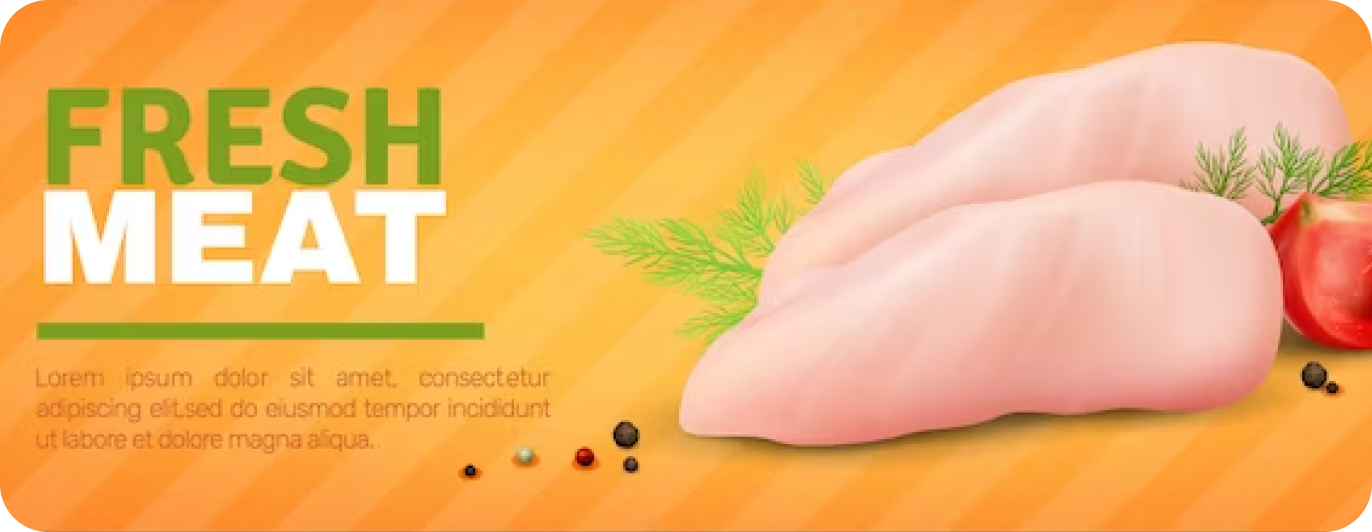 FRESH
MEAT
Lorem ipsum dolor sit amet, consectetur
adipiscing elit,sed do eiusmod tempor incididunt
ut labore et dolore magna aliqua.